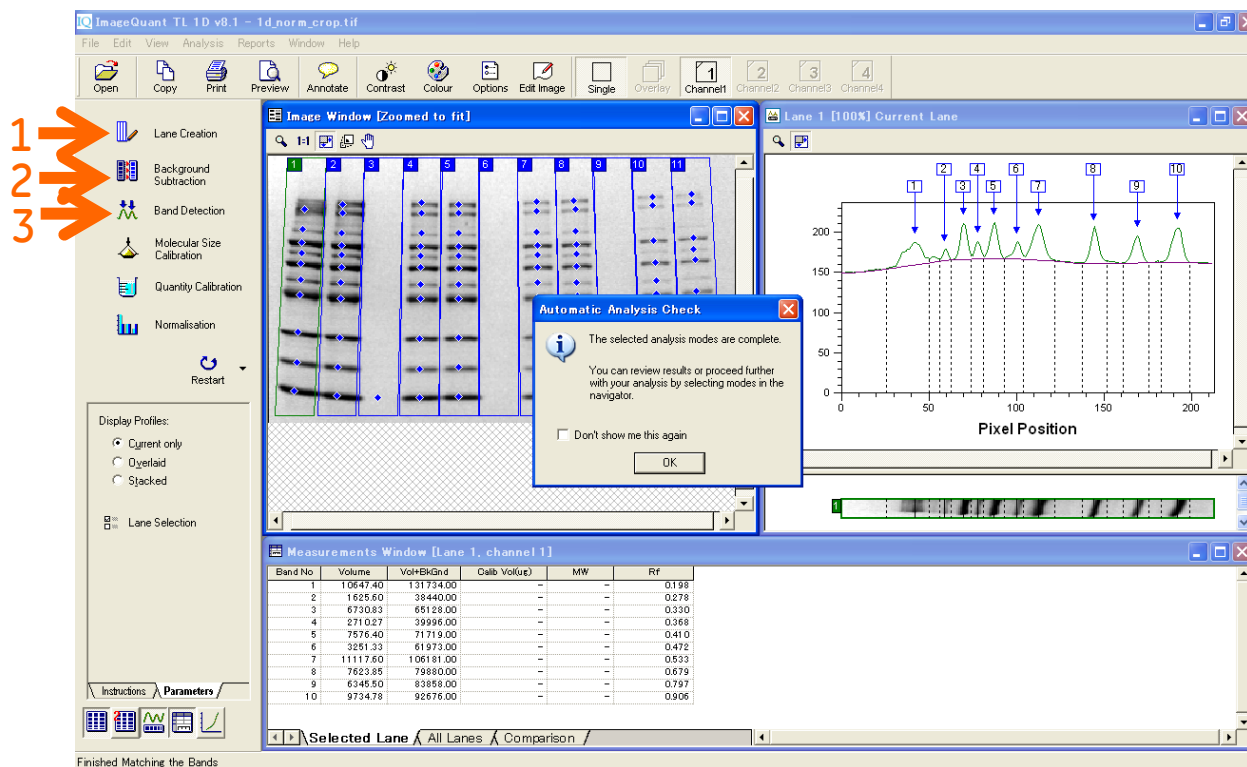 IQ ImageQuant TL 1D v8.1 - 1d_norm_crop.tif
File Edit View Analysis Reports Window Help
Open Copy Print Preview Annotate Contrast Colour Options Edit Image Single Overlay Channel1 Channel2 Channel3 Channel4
1 2 3 4
1 Lane Creation
2 Background
Subtraction
3 Band Detection
Molecular Size
Calibration
Quantity Calibration
Normalisation
Restart
Display Profiles:
Current only
Overlaid
Stacked
Lane Selection
Instructions Parameters
Image Window [Zoomed to fit]
1:1
1 2 3 4 5 6 7 8 9 10 11
Lane 1 [100%] Current Lane
1 2 3 4 5 6 7 8 9 10
200
150
100
50
0
0 50 100 150 200
Pixel Position
1
Automatic Analysis Check
The selected analysis modes are complete.
You can review results or proceed further
with your analysis by selecting modes in the
navigator.
Don't show me this again
OK
Measurements Window [Lane 1, channel 1]
Band No Volume Vol+BkGnd Calib Vol(ug) MW Rf
1 10647.40 131734.00 - - 0.198
2 1625.60 38440.00 - - 0.278
3 6730.83 65128.00 - - 0.330
4 2710.27 39996.00 - - 0.368
5 7576.40 71719.00 - - 0.410
6 3251.33 61973.00 - - 0.472
7 11117.60 106181.00 - - 0.533
8 7623.85 79880.00 - - 0.679
9 6345.50 83858.00 - - 0.797
10 9734.78 92676.00 - - 0.906
Selected Lane All Lanes Comparison
Finished Matching the Bands